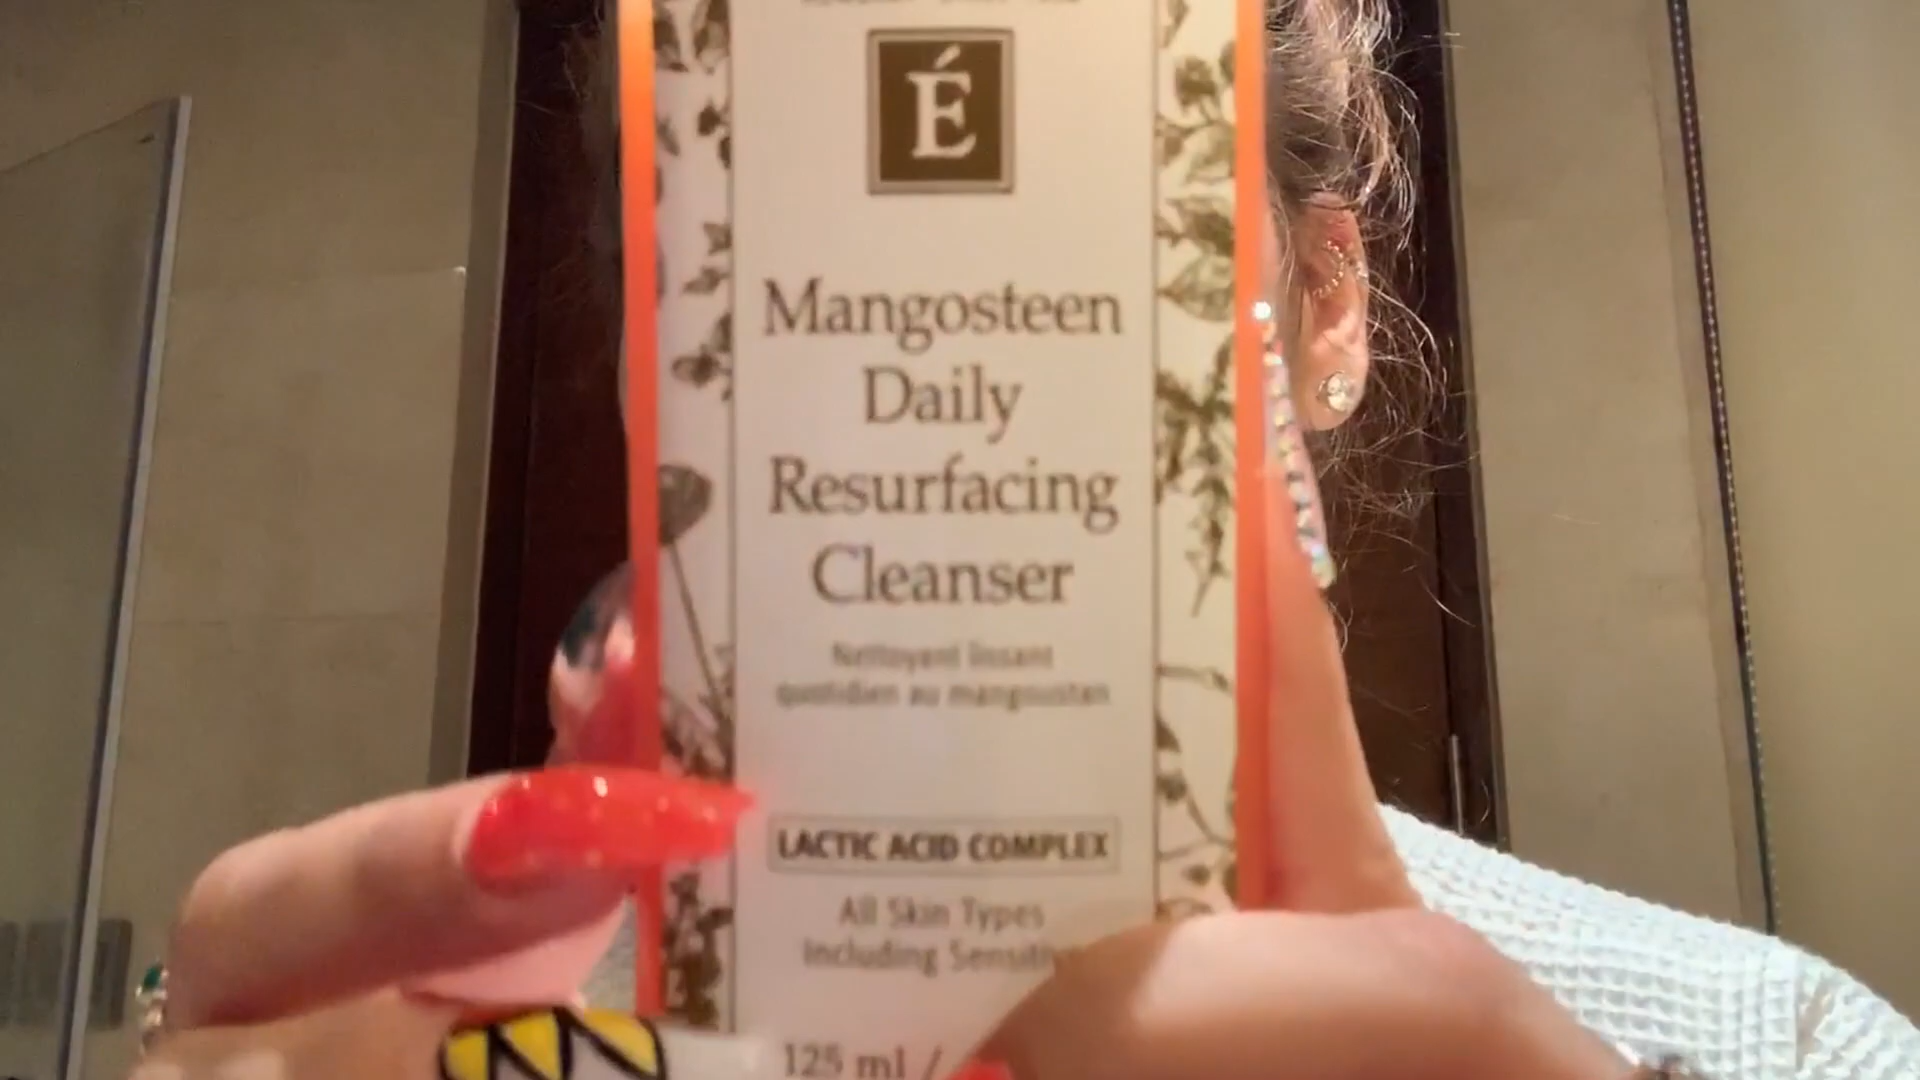 É
Mangosteen
Daily
Resurfacing
Cleanser
Nettoyant lissant
quotidien au mangoustan
LACTIC ACID COMPLEX
All Skin Types
Including
125 ml /